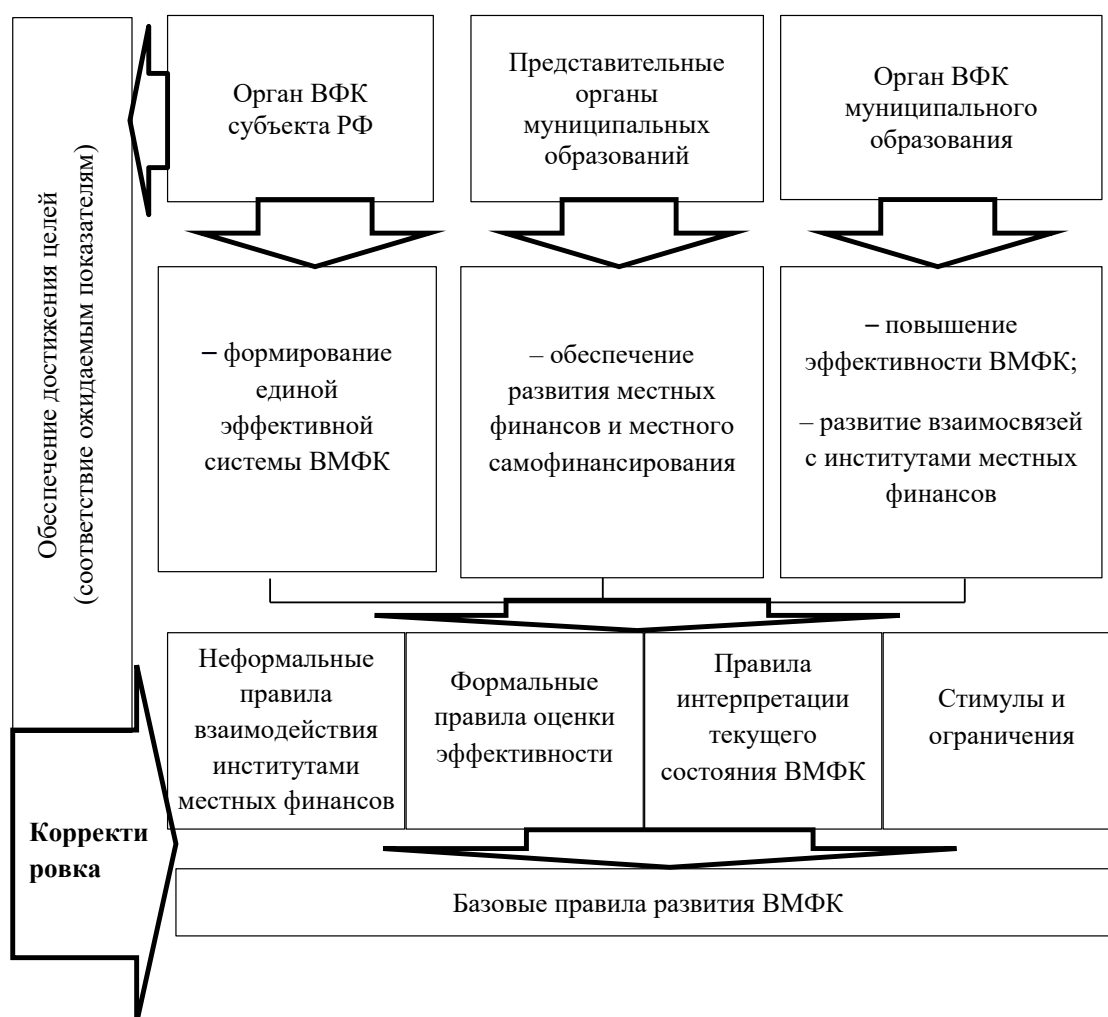 Обеспечение достижения целей
(соответствие ожидаемым показателям)
Орган ВФК
субъекта РФ
Представительные
органы
муниципальных
образований
Орган ВФК
муниципального
образования
– формирование
единой
эффективной
системы ВМФК
– обеспечение
развития местных
финансов и местного
самофинансирования
– повышение
эффективности ВМФК;
– развитие взаимосвязей
с институтами местных
финансов
Неформальные
правила
взаимодействия
институтами
местных финансов
Формальные
правила оценки
эффективности
Правила
интерпретации
текущего
состояния ВМФК
Стимулы и
ограничения
Корректи
ровка
Базовые правила развития ВМФК